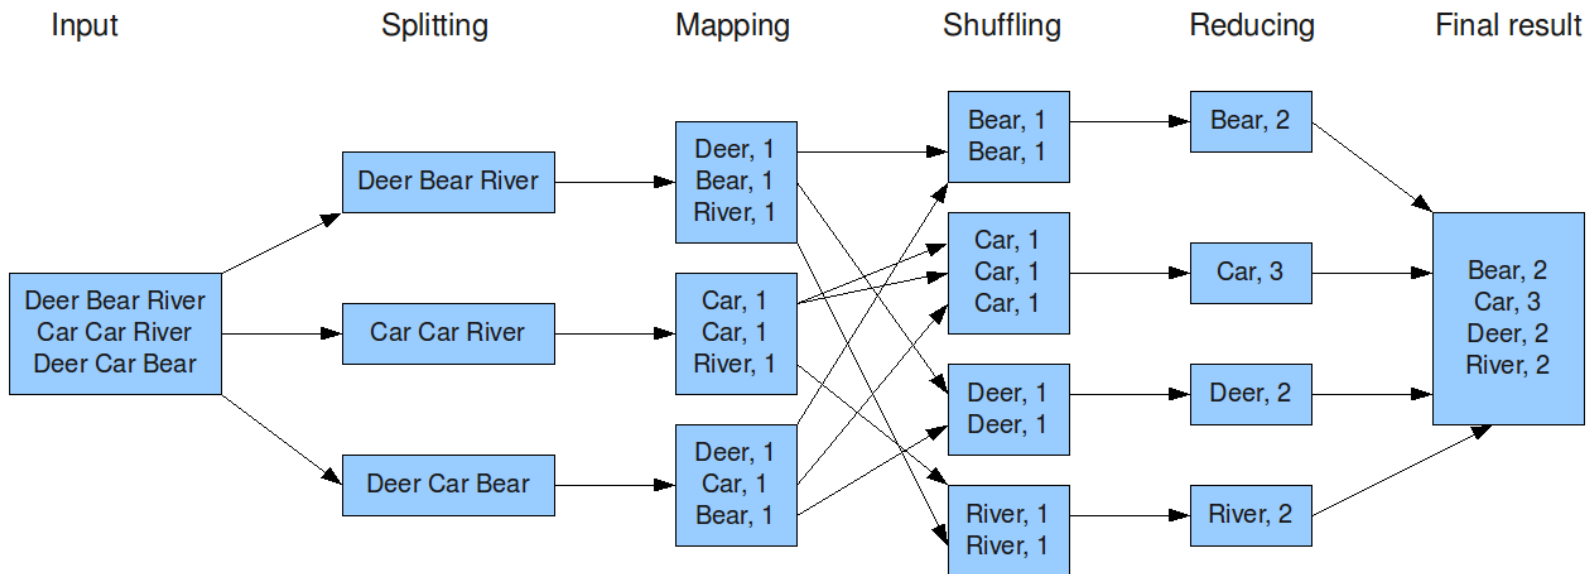 Input
Splitting
Mapping
Shuffling
Reducing
Final result
Deer Bear River
Car Car River
Deer Car Bear
Deer Bear River
Car Car River
Deer Car Bear
Deer, 1
Bear, 1
River, 1
Car, 1
Car, 1
River, 1
Deer, 1
Car, 1
Bear, 1
Bear, 1
Bear, 1
Car, 1
Car, 1
Car, 1
Deer, 1
Deer, 1
River, 1
River, 1
Bear, 2
Car, 3
Deer, 2
River, 2
Bear, 2
Car, 3
Deer, 2
River, 2